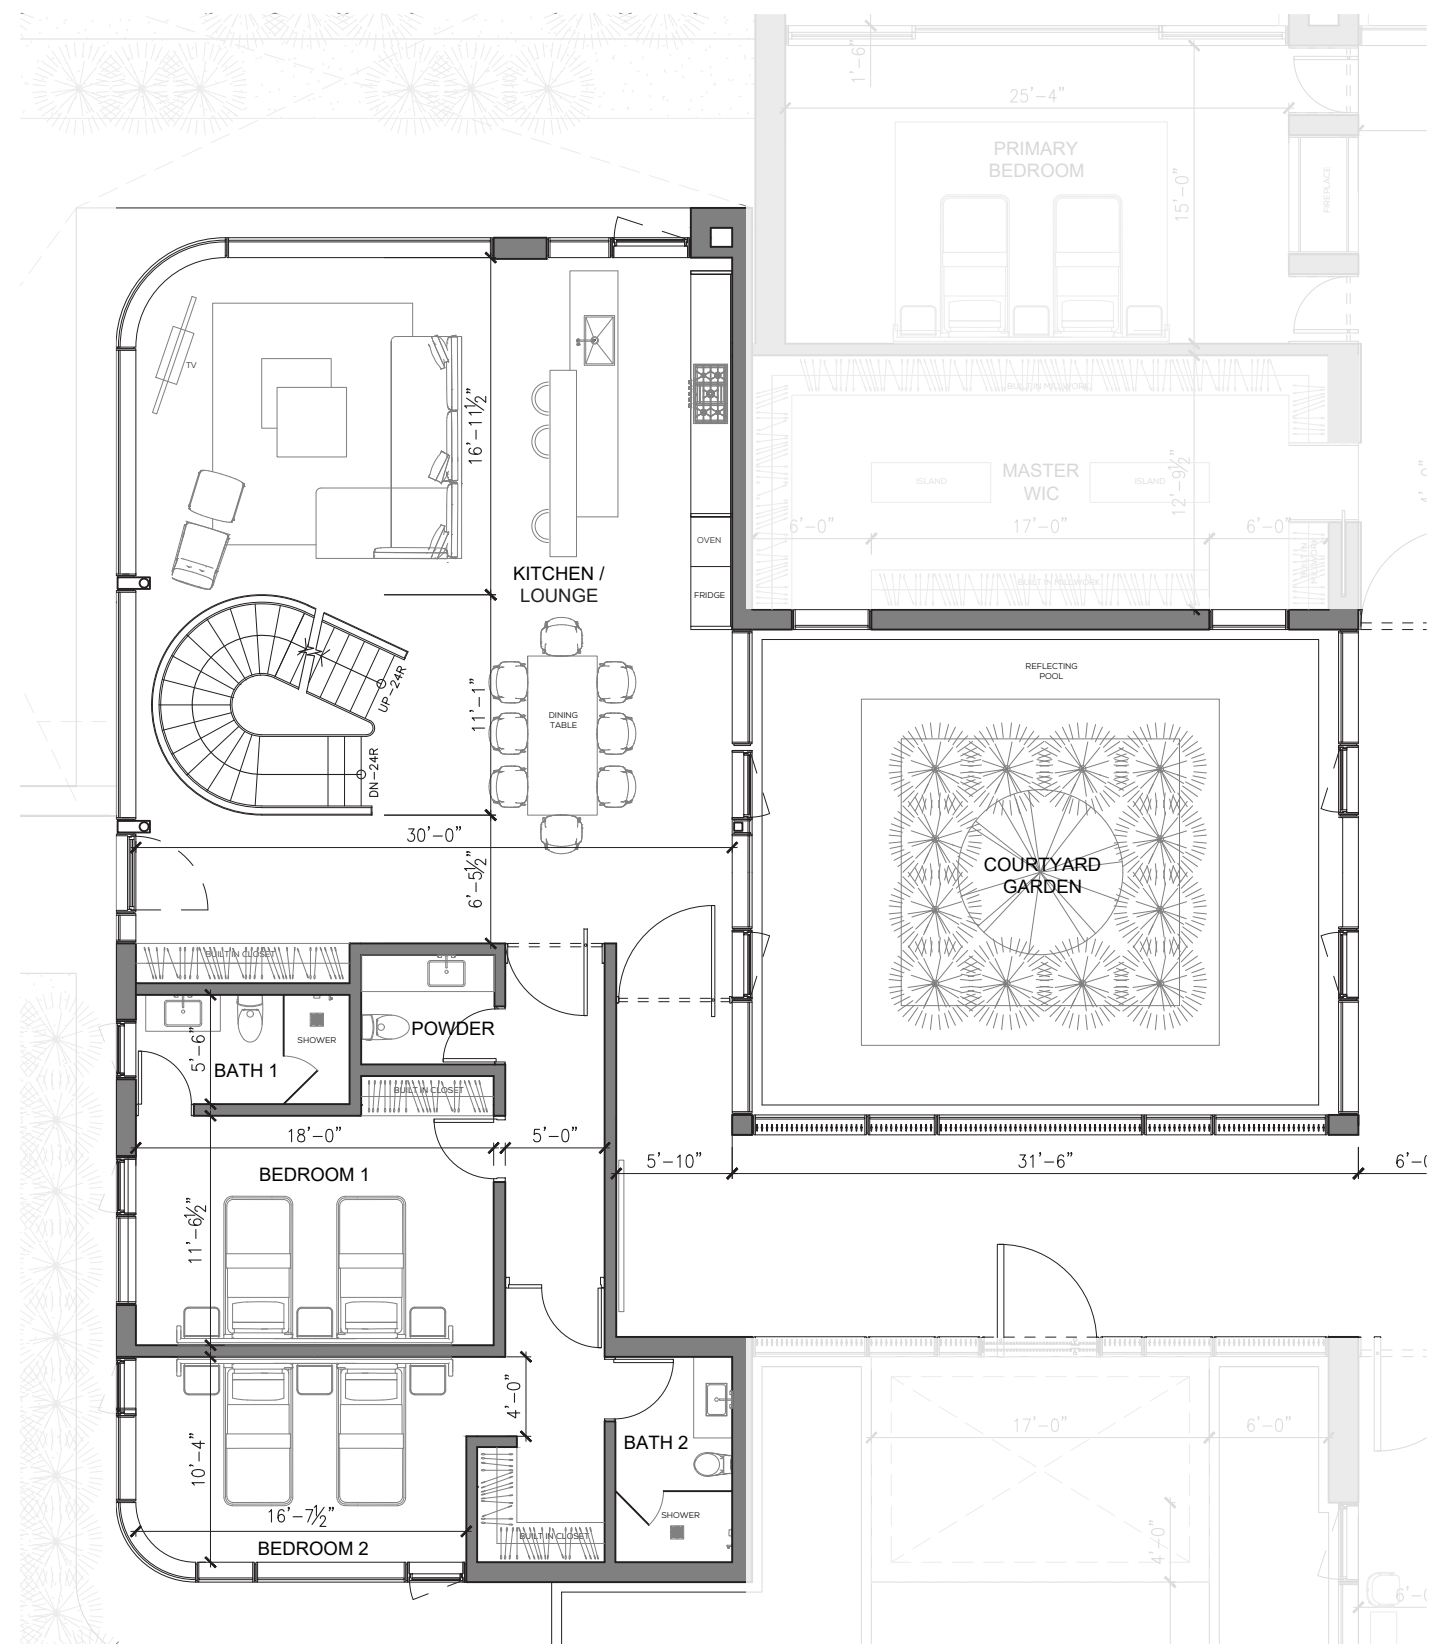 1'-6"
25'-4"
PRIMARY
BEDROOM
15'-0"
FIREPLACE
TV
16'-11½"
BUILT IN MILLWORK
MASTER
WIC
ISLAND
ISLAND
12'-9½"
6'-0"
17'-0"
6'-0"
OVEN
KITCHEN /
LOUNGE
FRIDGE
BUILT IN MILLWORK
BUILT IN
MILLWORK
UP-24R
11'-1"
DINING
TABLE
DN-24R
REFLECTING
POOL
30'-0"
6'-5½"
COURTYARD
GARDEN
BUILT IN CLOSET
POWDER
5'-6"
SHOWER
BATH 1
BUILT IN CLOSET
18'-0"
5'-0"
5'-10"
31'-6"
BEDROOM 1
11'-6½"
4'-0"
17'-0"
6'-0"
BATH 2
10'-4"
16'-7½"
SHOWER
BUILT IN CLOSET
4'-0"
BEDROOM 2